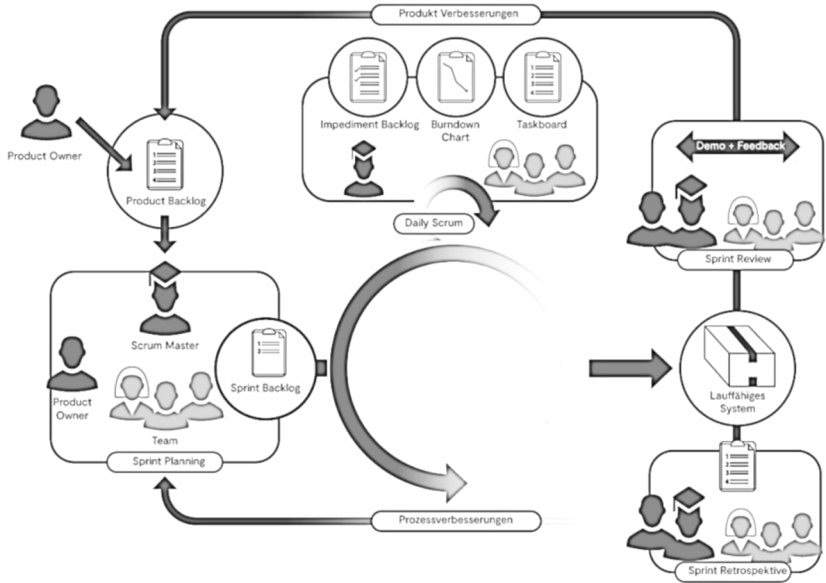 Produkt Verbesserungen
Impediment Backlog
Burndown
Chart
Taskboard
Product Owner
Product Backlog
Demo + Feedback
Daily Scrum
Sprint Review
Scrum Master
Sprint Backlog
Product
Owner
Team
Sprint Planning
Lauffähiges
System
Prozessverbesserungen
Sprint Retrospektive